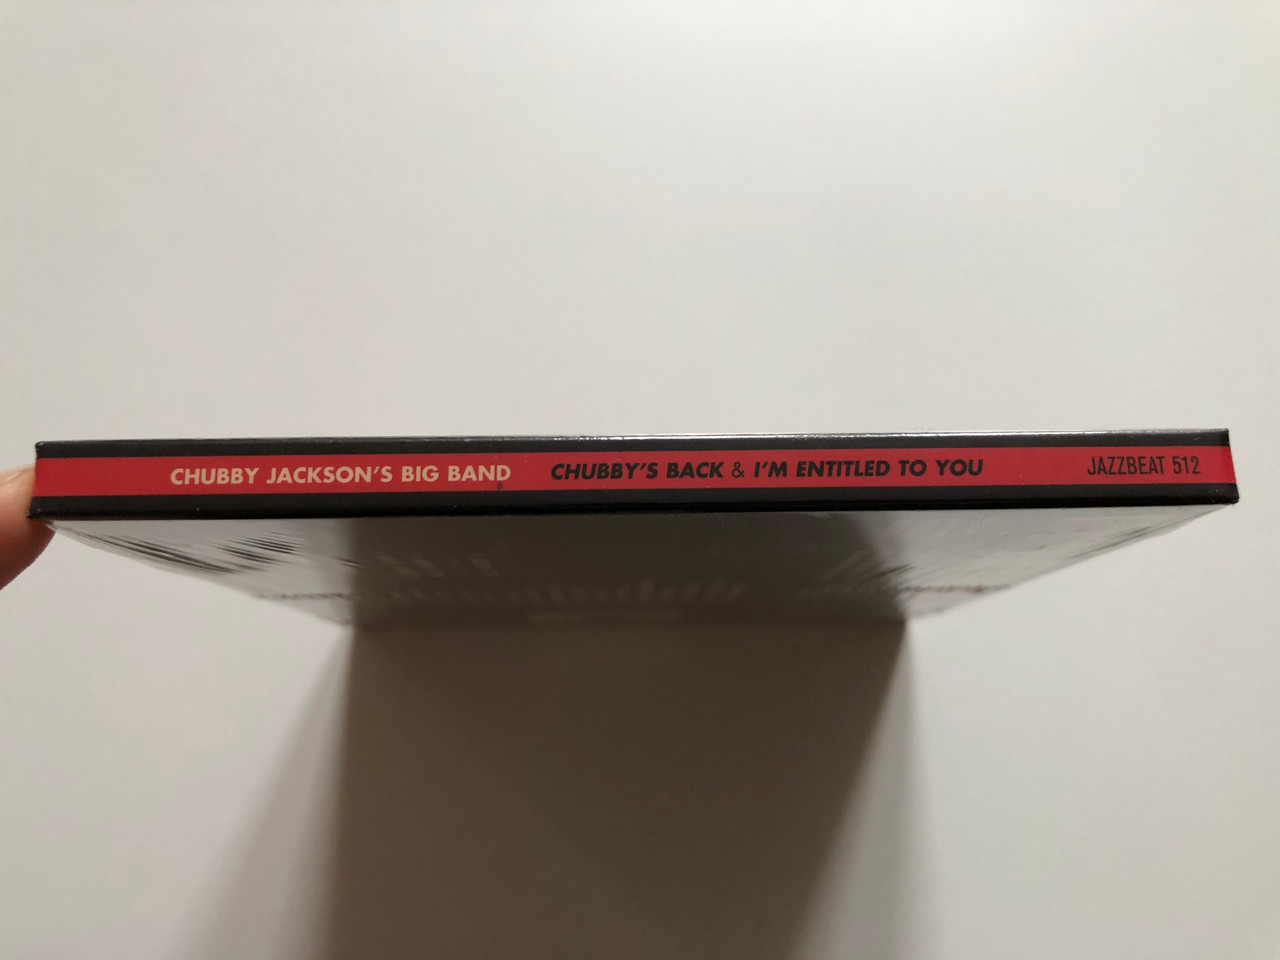 CHUBBY JACKSON'S BIG BAND CHUBBY'S BACK & I'M ENTITLED TO YOU JAZZBEAT 512